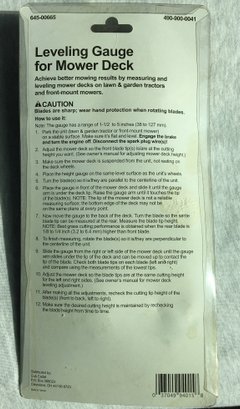 645-00665
490-900-0041
Leveling Gauge
for Mower Deck
Achieve better mowing results by measuring and
leveling mower decks on lawn & garden tractors
and front-mount mowers.
⚠CAUTION
Blades are sharp; wear hand protection when rotating blades.
How to use it:
Note: The gauge has a range of 1-1/2 to 5 inches (38 to 127 mm).
1. Park the unit (lawn & garden tractor or front-mount mower)
on a stable surface. Make sure it's flat and level. Engage the brake
and turn the engine off. Disconnect the spark plug wire(s)!
2. Adjust the mower deck so the front blade tip(s) is/are at the cutting
height you want. (See owner's manual for adjusting mower deck height.)
3. Make sure the mower deck is suspended from the unit, not resting on
the deck wheels.
4. Place the height gauge on the same level surface as the unit's wheels.
5. Turn the blade(s) so it/they are parallel to the centerline of the unit.
6. Place the gauge in front of the mower deck and slide it until the gauge
arm is under the deck lip. Raise the gauge arm until it touches the tip
of the blade(s). NOTE: The tip of the mower deck is not a reliable
measuring surface; the bottom edge of the deck may not be
on the same plane at every point.
7. Now move the gauge to the back of the deck. Turn the blade so the same
blade tip can be measured at the rear. Measure the blade tip height.
NOTE: Best grass cutting performance is obtained when the rear blade is
1/8 to 1/4 inch (3.2 to 6.4 mm) higher than front blade.
8. To finish measuring, rotate the blade(s) so it/they are perpendicular to
the centerline of the unit.
9. Slide the gauge from the right or left side of the mower deck until the gauge
arm slides under the lip of the deck and can be moved up to contact the
tip of the blade. Check both blade tips on each blade (left and right)
and compare using the measurements of the lowest tips.
10. Adjust the mower deck so the blade tips are at the same cutting height
for the left and right sides. (See owner's manual for mower deck
leveling adjustment.)
11. After making all the adjustments, recheck the cutting tip height of the
blade(s) (front to back, left to right).
12. Make sure the desired cutting height is maintained by rechecking
the blade height from time to time.
Distributed by:
Cub Cadet
P.O. Box 368023
Cleveland, OH 44136-9723
0 37049 94011 8